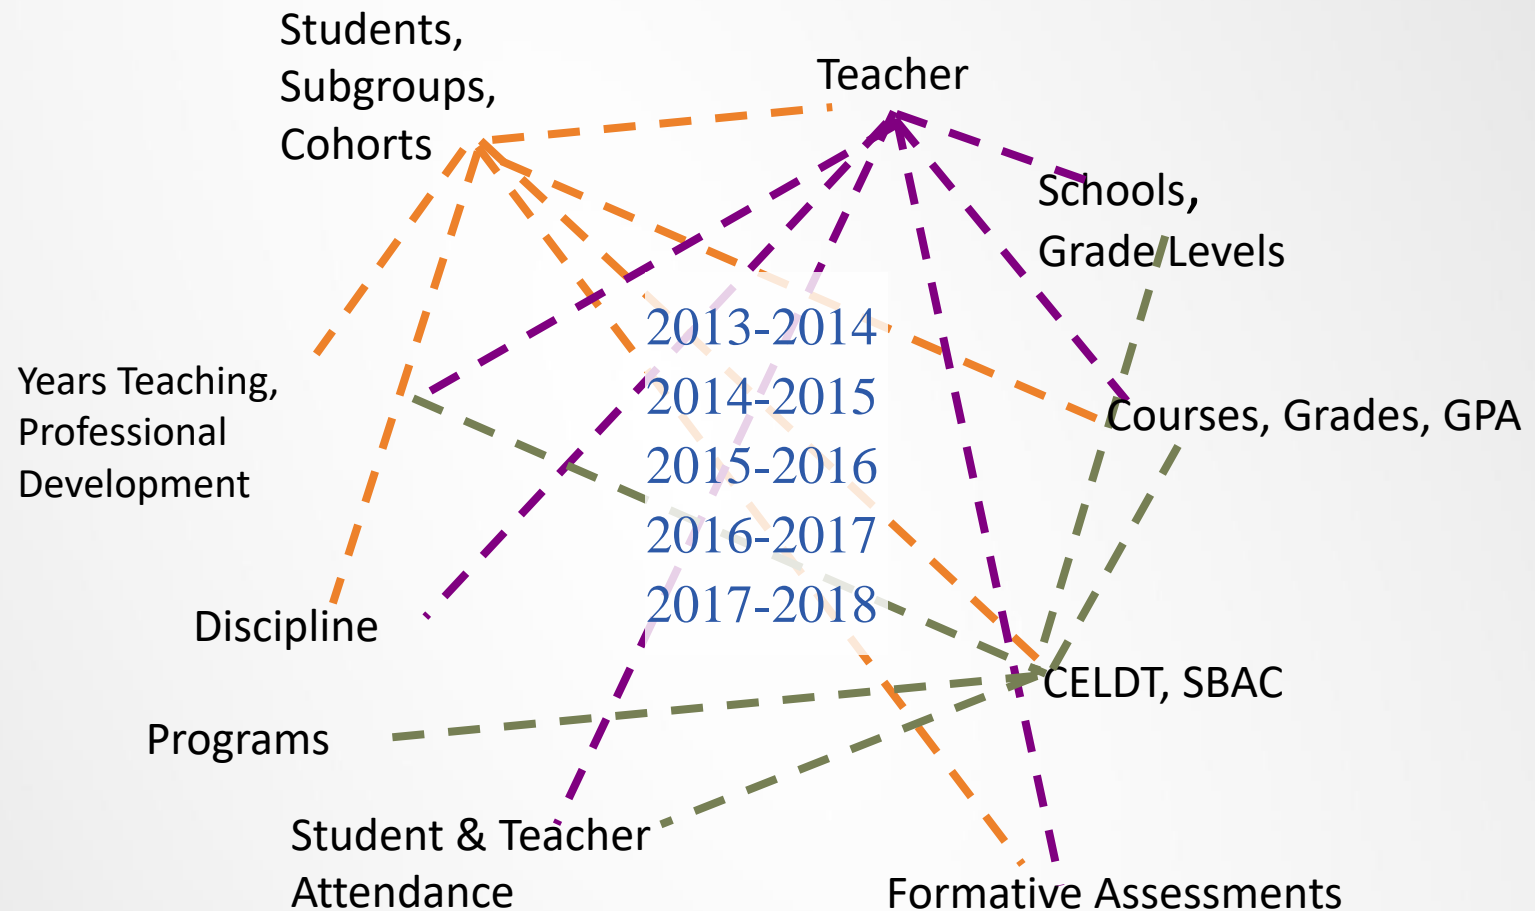 Students,
Subgroups,
Cohorts
Teacher
Schools,
Grade Levels
2013-2014
2014-2015
2015-2016
2016-2017
2017-2018
Years Teaching,
Professional
Development
Courses, Grades, GPA
Discipline
CELDT, SBAC
Programs
Student & Teacher
Attendance
Formative Assessments